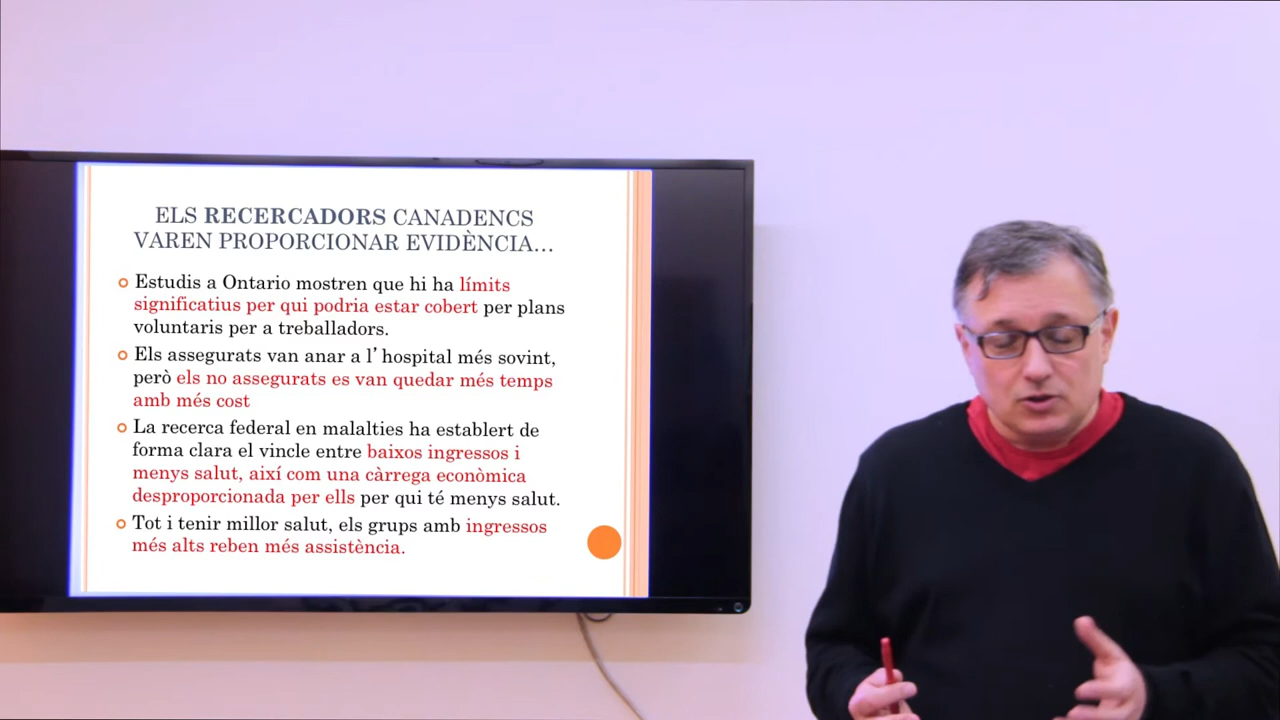 ELS RECERCADORS CANADENCS
VAREN PROPORCIONAR EVIDÈNCIA…
Estudis a Ontario mostren que hi ha límits
significatius per qui podria estar cobert per plans
voluntaris per a treballadors.
Els assegurats van anar a l’ hospital més sovint,
però els no assegurats es van quedar més temps
amb més cost
La recerca federal en malalties ha establert de
forma clara el vincle entre baixos ingressos i
menys salut, així com una càrrega econòmica
desproporcionada per ells per qui té menys salut.
Tot i tenir millor salut, els grups amb ingressos
més alts reben més assistència.